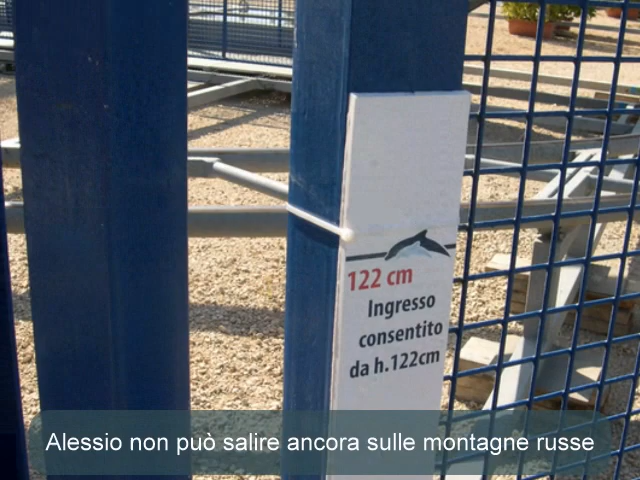 122 cm
Ingresso
consentito
da h.122cm
Alessio non può salire ancora sulle montagne russe